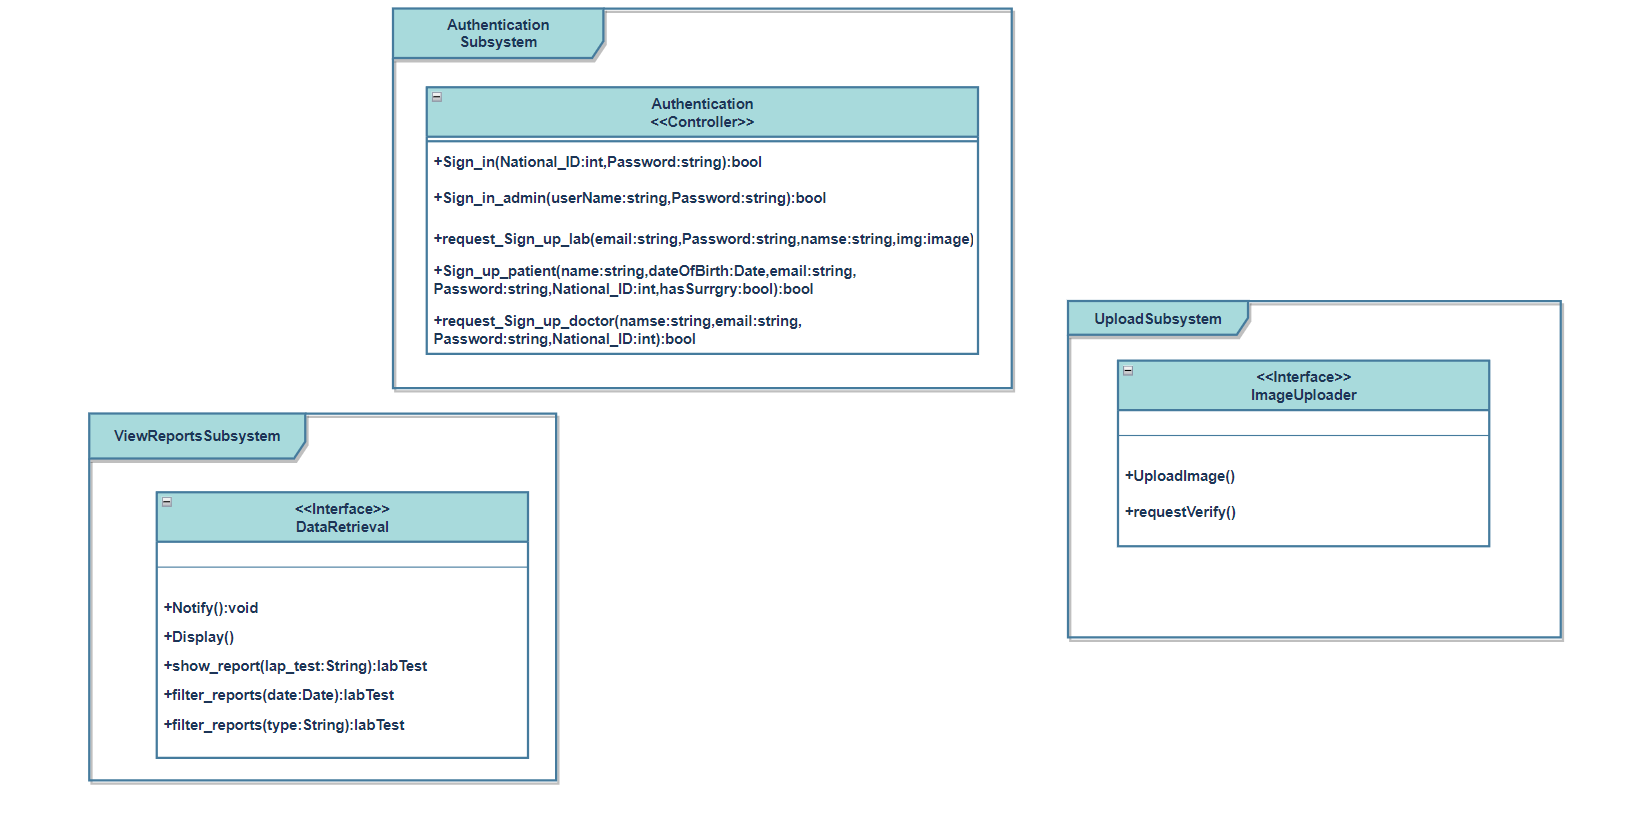 Authentication
Subsystem
Authentication
<<Controller>>
+Sign_in(National_ID:int,Password:string):bool
+Sign_in_admin(userName:string,Password:string):bool
+request_Sign_up_lab(email:string,Password:string,namse:string,img:image)
+Sign_up_patient(name:string,dateOfBirth:Date,email:string,
Password:string,National_ID:int,hasSurrgry:bool):bool
+request_Sign_up_doctor(namse:string,email:string,
Password:string,National_ID:int):bool
UploadSubsystem
<<Interface>>
ImageUploader
+UploadImage()
+requestVerify()
ViewReportsSubsystem
<<Interface>>
DataRetrieval
+Notify():void
+Display()
+show_report(lap_test:String):labTest
+filter_reports(date:Date):labTest
+filter_reports(type:String):labTest